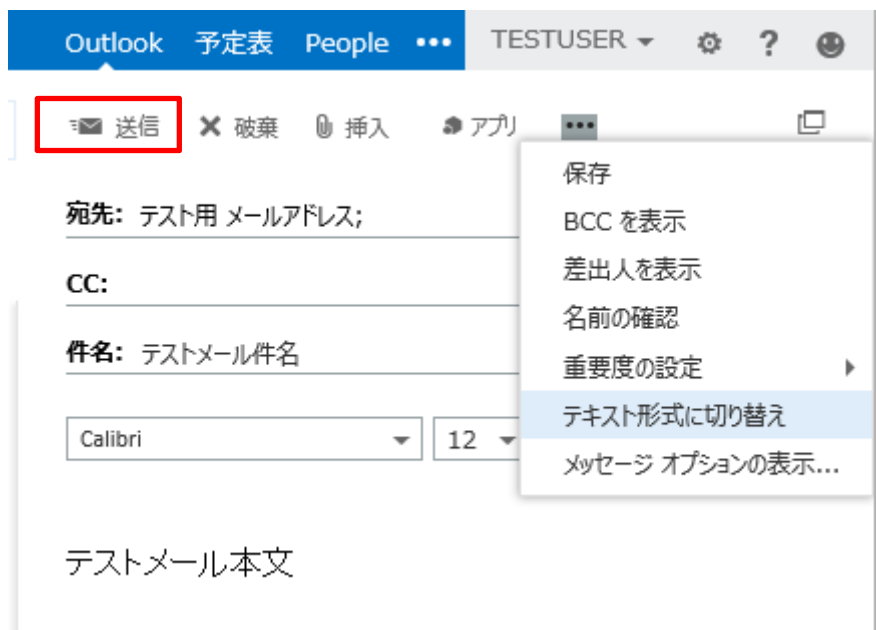 Outlook 予定表 People ••• TESTUSER ?
送信 破棄 挿入 アプリ •••
保存
BCC を表示
差出人を表示
名前の確認
重要度の設定
テキスト形式に切り替え
メッセージ オプションの表示...
宛先: テスト用 メールアドレス;
CC:
件名: テストメール件名
Calibri 12
テストメール本文